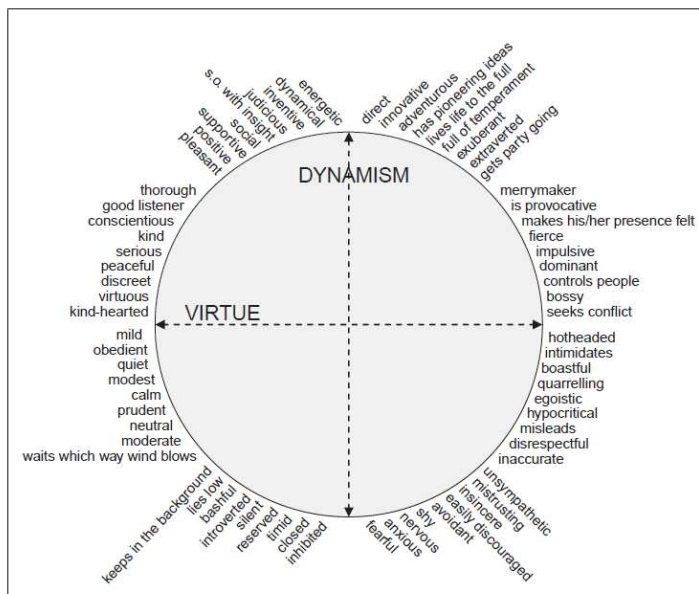 energetic
dynamical
inventive
judicious
s.o. with insight
social
supportive
positive
pleasant
direct
innovative
adventurous
has pioneering ideas
lives life to the full
full of temperament
exuberant
extraverted
gets party going
DYNAMISM
thorough
good listener
conscientious
kind
serious
peaceful
discreet
virtuous
kind-hearted
merrymaker
is provocative
makes his/her presence felt
fierce
impulsive
dominant
controls people
bossy
seeks conflict
VIRTUE
mild
obedient
quiet
modest
calm
prudent
neutral
moderate
waits which way wind blows
hotheaded
intimidates
boastful
quarrelling
egoistic
hypocritical
misleads
disrespectful
inaccurate
keeps in the background
lies low
bashful
introverted
silent
reserved
timid
closed
inhibited
unsympathetic
mistrusting
insincere
easily discouraged
avoidant
shy
nervous
anxious
fearful